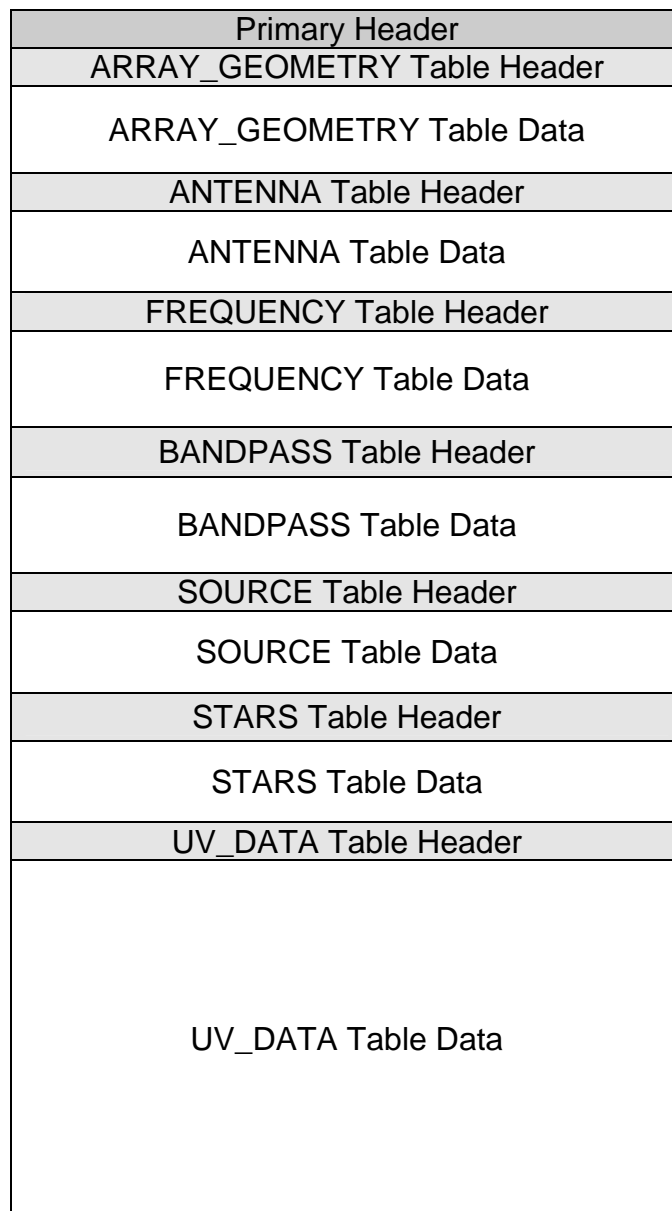 Primary Header
ARRAY_GEOMETRY Table Header
ARRAY_GEOMETRY Table Data
ANTENNA Table Header
ANTENNA Table Data
FREQUENCY Table Header
FREQUENCY Table Data
BANDPASS Table Header
BANDPASS Table Data
SOURCE Table Header
SOURCE Table Data
STARS Table Header
STARS Table Data
UV_DATA Table Header
UV_DATA Table Data